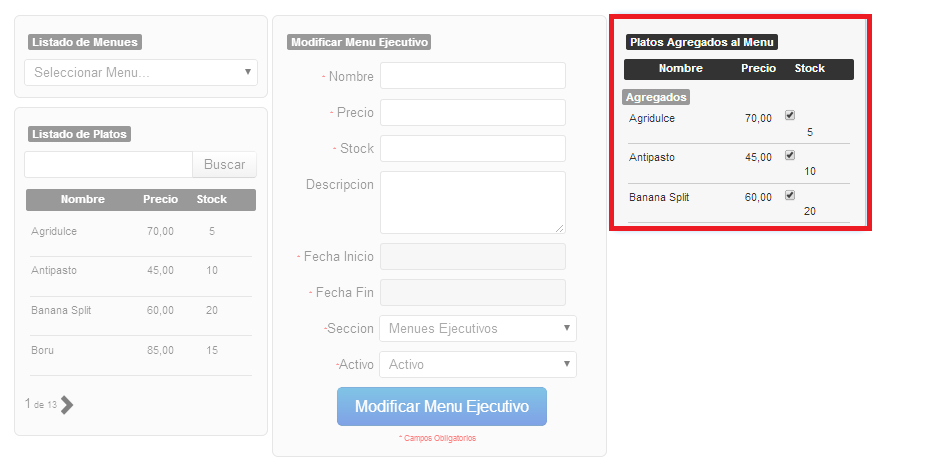 Listado de Menues
Seleccionar Menu...
Listado de Platos
Buscar
Nombre Precio Stock
Agridulce 70,00 5
Antipasto 45,00 10
Banana Split 60,00 20
Boru 85,00 15
1 de 13
Modificar Menu Ejecutivo
- Nombre
- Precio
- Stock
Descripcion
- Fecha Inicio
- Fecha Fin
-Seccion Menues Ejecutivos
-Activo Activo
Modificar Menu Ejecutivo
* Campos Obligatorios
Platos Agregados al Menu
Nombre Precio Stock
Agregados
Agridulce 70,00
5
Antipasto 45,00
10
Banana Split 60,00
20